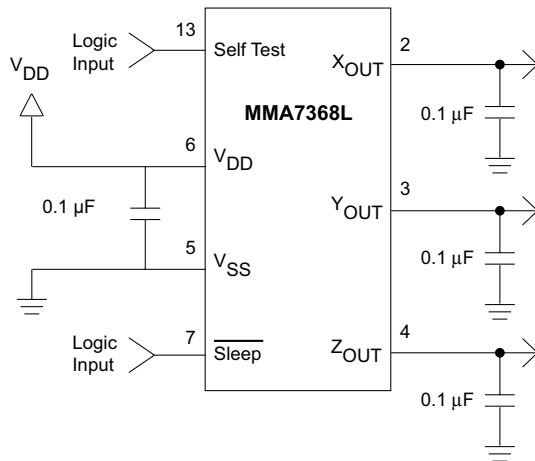 Logic
Input
13
Self Test
V_DD
MMA7368L
X_OUT
2
0.1 μF
6
V_DD
0.1 µF
Y_OUT
3
0.1 μF
5
V_SS
Logic
Input
7
Sleep
Z_OUT
4
0.1 μF